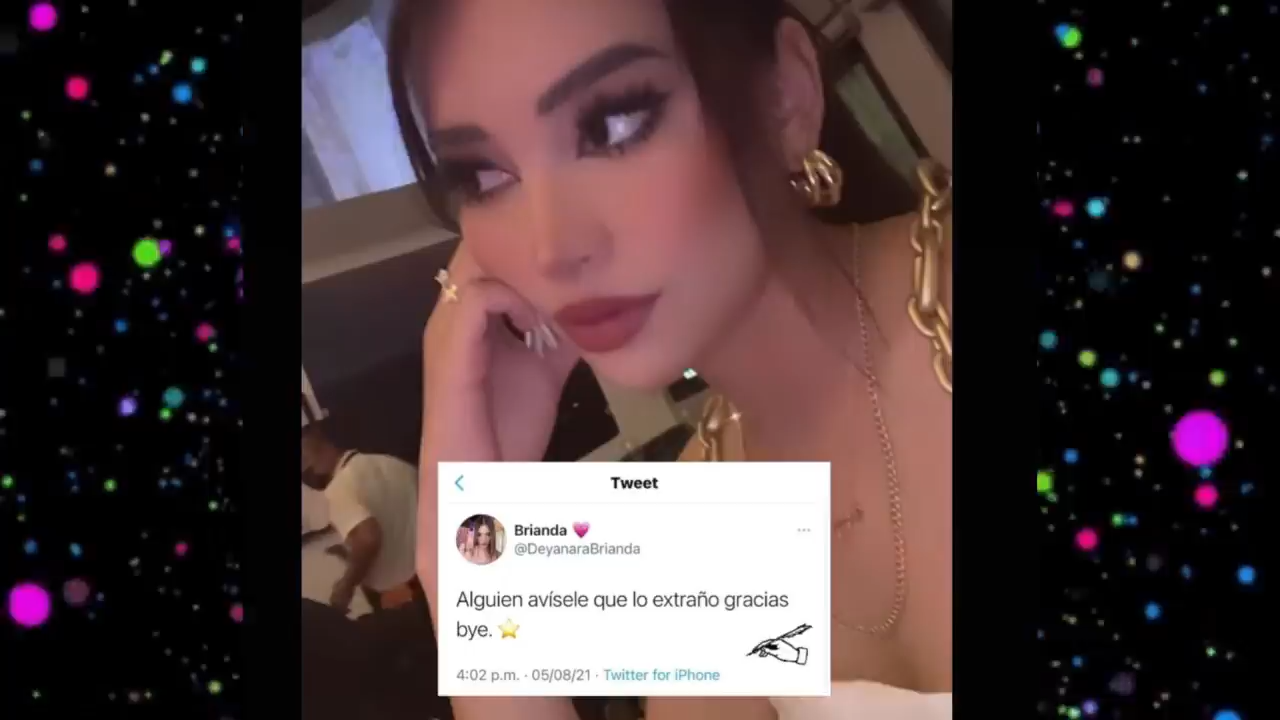 Tweet
Brianda 💗
@DeyanaraBrianda
Alguien avísele que lo extraño gracias
bye. ⭐
4:02 p.m. · 05/08/21 · Twitter for iPhone